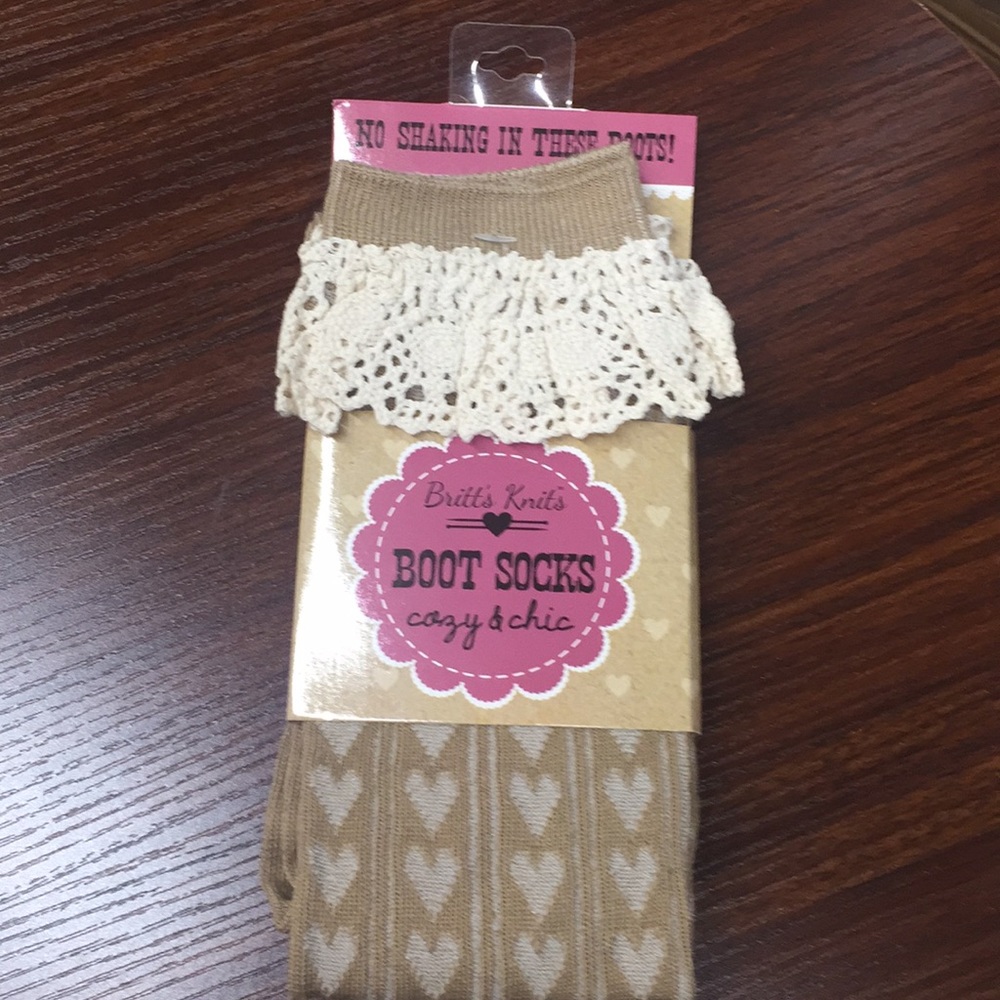 NO SHAKING IN THESE BOOTS!
Britt's Knits
BOOT SOCKS
cozy & chic